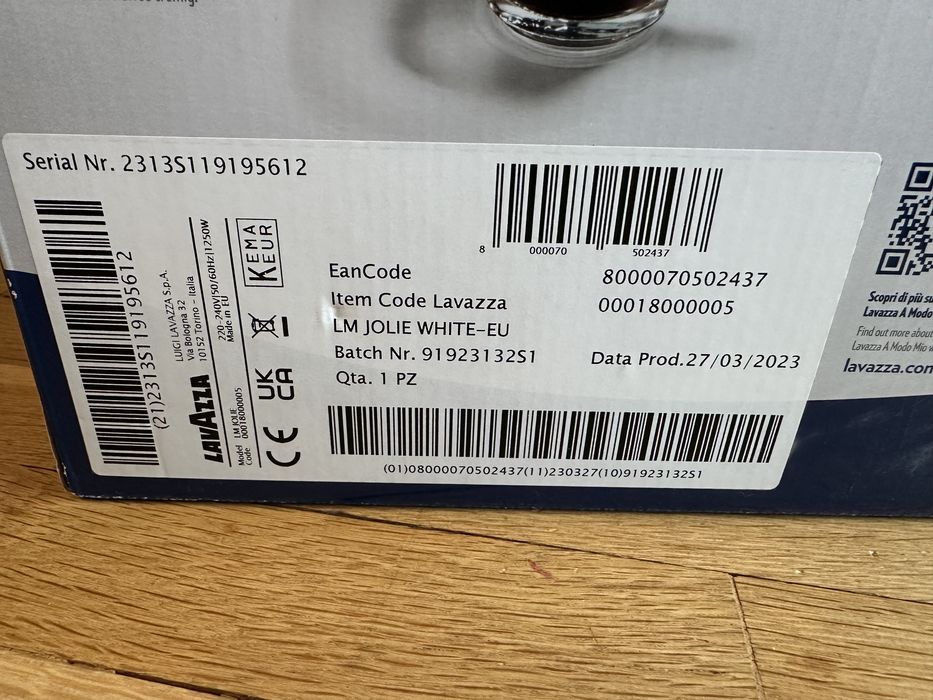 Serial Nr. 2313S119195612
(21)2313S119195612
LUIGI LAVAZZA S.p.A.
Via Bologna 32
10152 Torino - Italia
LAVAZZA
220-240V|50/60Hz|1250W
Made in EU
Model LM JOLIE
Code 00018000005
KEMA
KEUR
UK
CA
CE
8 000070 502437
EanCode 8000070502437
Item Code Lavazza 00018000005
LM JOLIE WHITE-EU
Batch Nr. 91923132S1 Data Prod.27/03/2023
Qta. 1 PZ
(01)08000070502437(11)230327(10)91923132S1
Scopri di più su
Lavazza A Modo
Find out more about
Lavazza A Modo Mio
lavazza.com